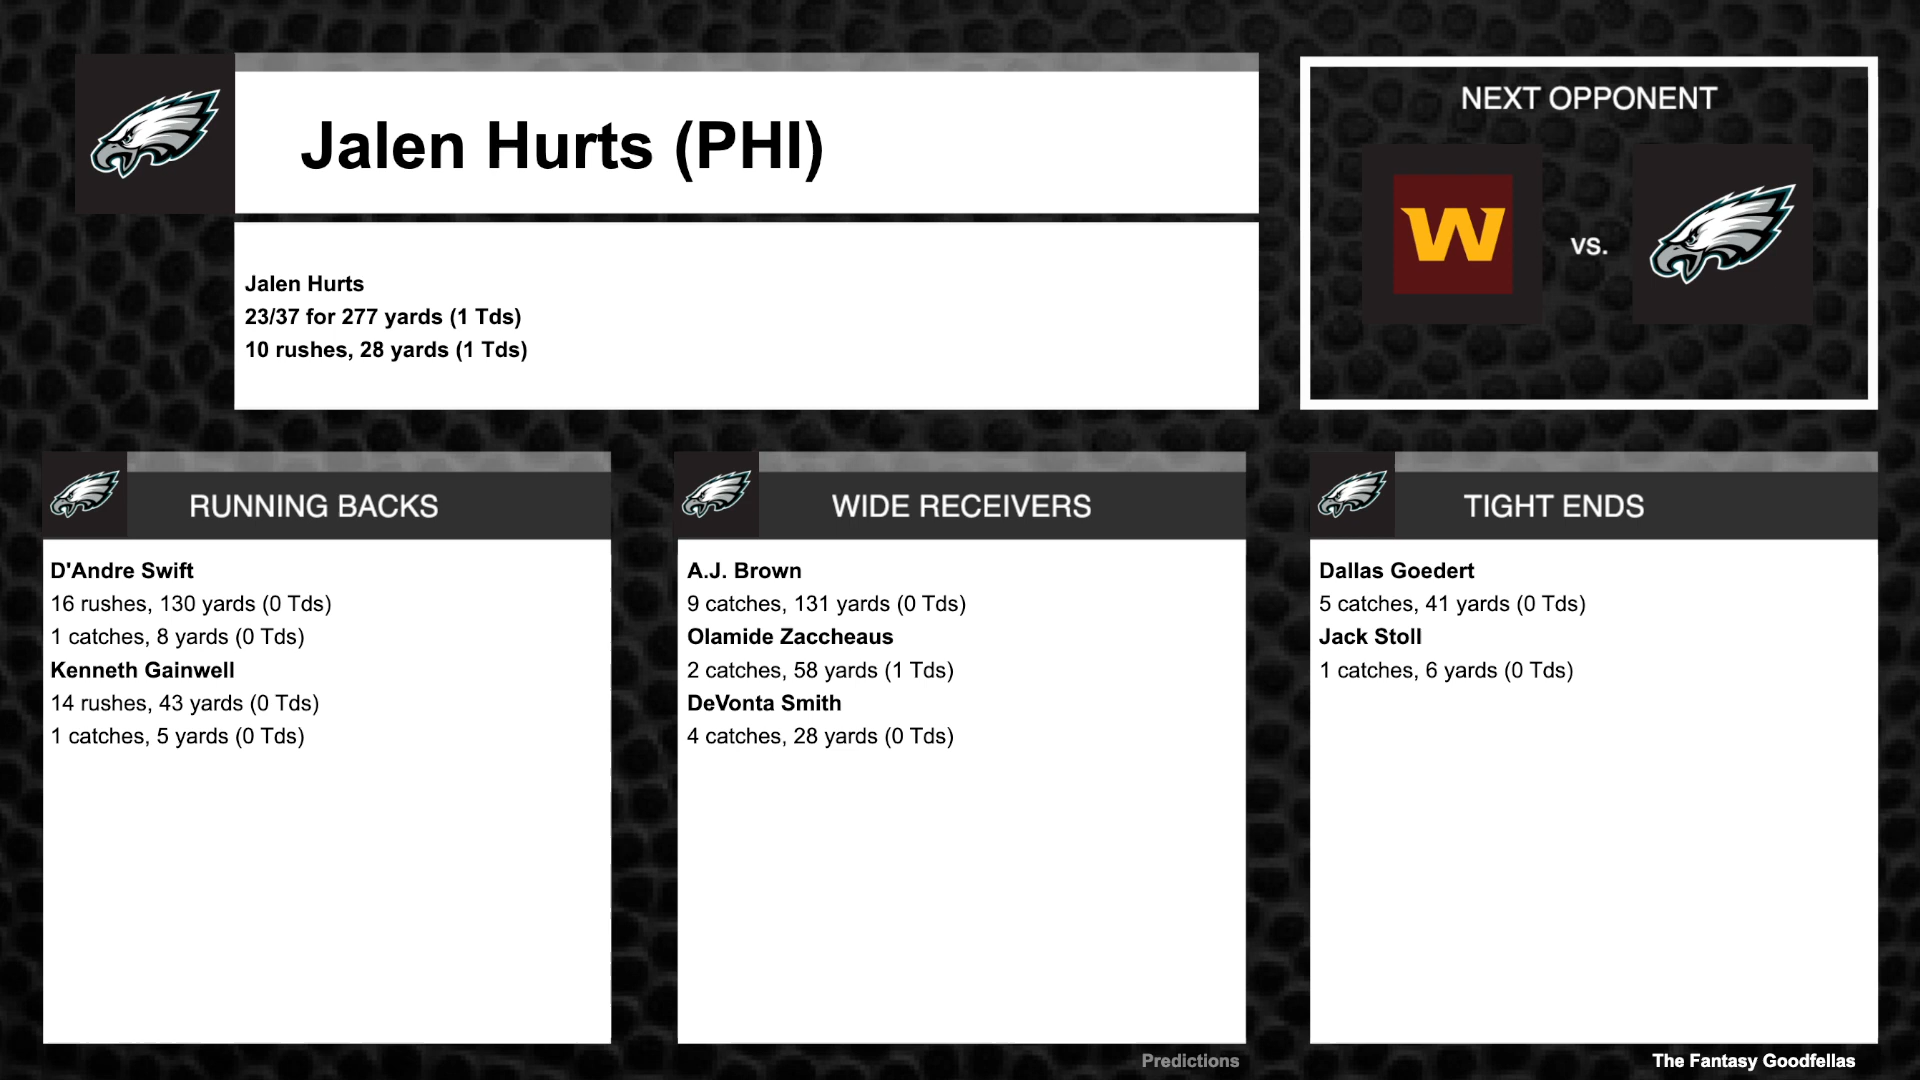 Jalen Hurts (PHI)
NEXT OPPONENT
W
VS.
Jalen Hurts
23/37 for 277 yards (1 Tds)
10 rushes, 28 yards (1 Tds)
RUNNING BACKS
D'Andre Swift
16 rushes, 130 yards (0 Tds)
1 catches, 8 yards (0 Tds)
Kenneth Gainwell
14 rushes, 43 yards (0 Tds)
1 catches, 5 yards (0 Tds)
WIDE RECEIVERS
A.J. Brown
9 catches, 131 yards (0 Tds)
Olamide Zaccheaus
2 catches, 58 yards (1 Tds)
DeVonta Smith
4 catches, 28 yards (0 Tds)
TIGHT ENDS
Dallas Goedert
5 catches, 41 yards (0 Tds)
Jack Stoll
1 catches, 6 yards (0 Tds)
Predictions
The Fantasy Goodfellas